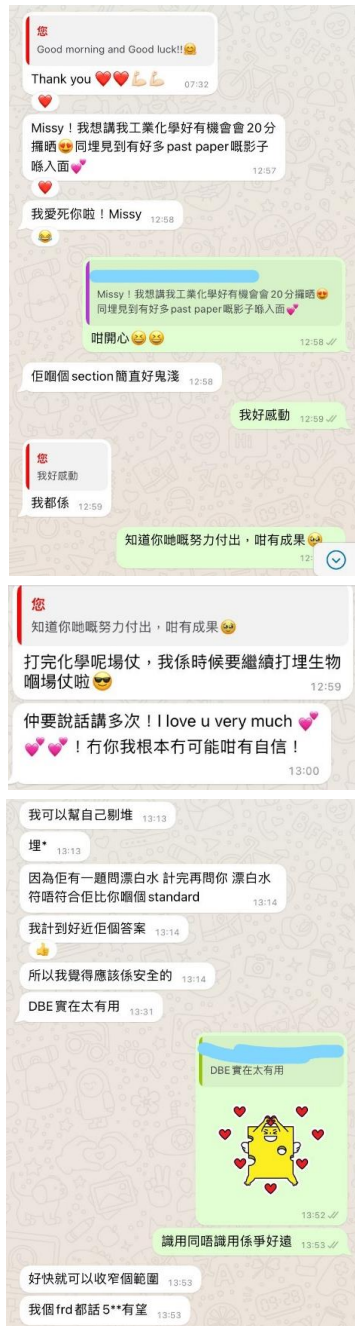 您
Good morning and Good luck!!🤗
Thank you ❤️❤️💪🏻💪🏻 07:32
Missy！我想講我工業化學好有機會會20分
攞晒😍同埋見到有好多past paper嘅影子
喺入面💕 12:57
我愛死你啦！Missy 12:58
Missy！我想講我工業化學好有機會會20分攞晒😍
同埋見到有好多past paper嘅影子喺入面💕
咁開心😆😆 12:58
佢嗰個section簡直好鬼淺 12:58
我好感動 12:59
您
我好感動
我都係 12:59
知道你哋嘅努力付出，咁有成果🥹
12:
您
知道你哋嘅努力付出，咁有成果🥹
打完化學呢場仗，我係時候要繼續打埋生物
嗰場仗啦😎 12:59
仲要說話講多次！I love u very much 💕
💕💕！冇你我根本冇可能咁有自信！
13:00
我可以幫自己剔堆 13:13
埋* 13:13
因為佢有一題問漂白水 計完再問你 漂白水
符唔符合佢比你嗰個standard 13:14
我計到好近佢個答案 13:14
所以我覺得應該係安全的 13:14
DBE實在太有用 13:31
DBE實在太有用
13:52
識用同唔識用係爭好遠 13:53
好快就可以收窄個範圍 13:53
我個frd都話5**有望 13:53